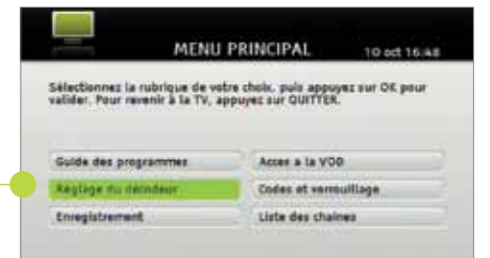 MENU PRINCIPAL 10 oct 16:48
Sélectionnez la rubrique de votre choix, puis appuyez sur OK pour
valider. Pour revenir à la TV, appuyez sur QUITTER.
Guide des programmes Acces a la VOD
Réglage du décodeur Codes et verrouillage
Enregistrement Liste des chaînes